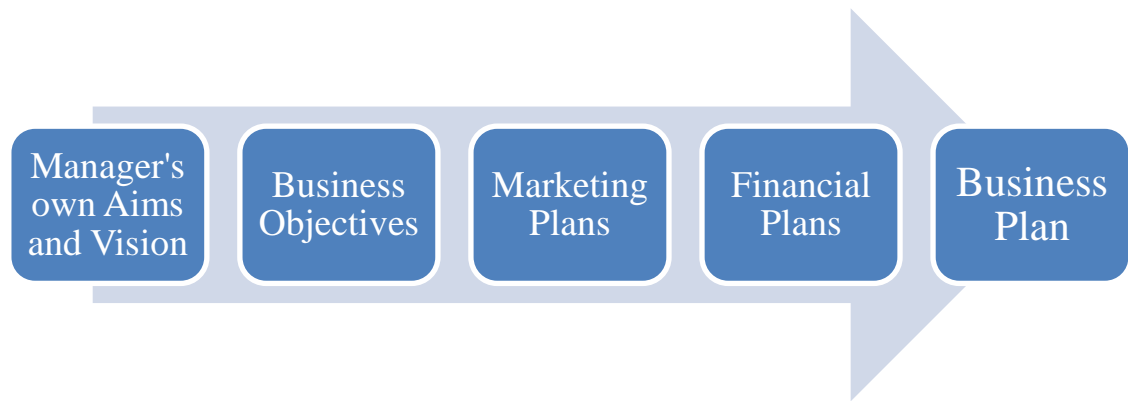 Manager's
own Aims
and Vision
Business
Objectives
Marketing
Plans
Financial
Plans
Business
Plan